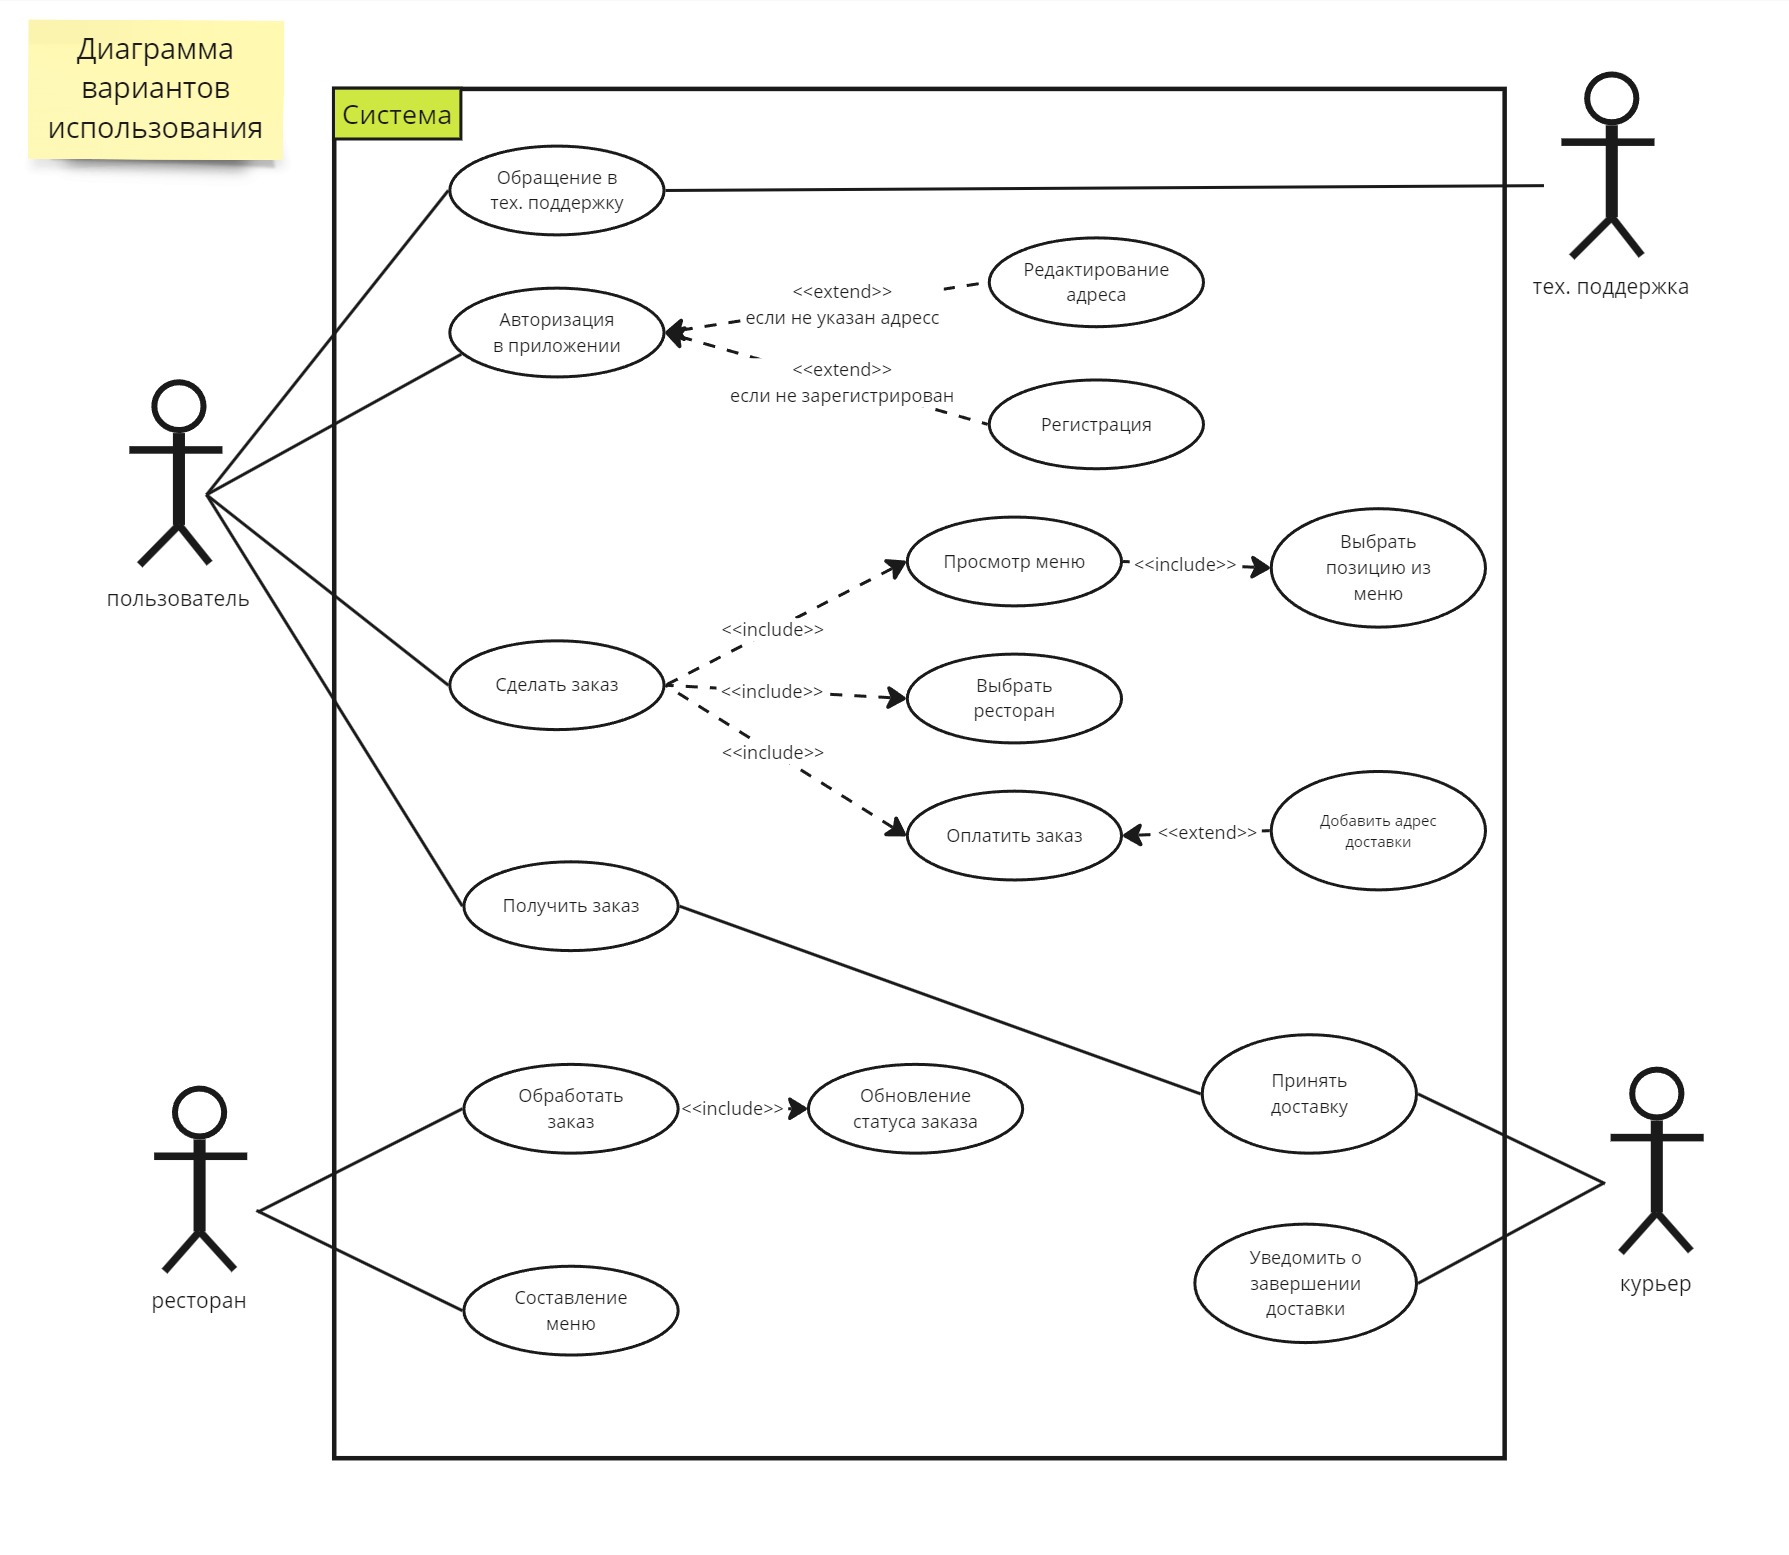 Диаграмма
вариантов
использования
Система
Обращение в
тех. поддержку
тех. поддержка
Авторизация
в приложении
<<extend>>
если не указан адресс
Редактирование
адреса
<<extend>>
если не зарегистрирован
Регистрация
пользователь
Просмотр меню
<<include>>
Выбрать
позицию из
меню
<<include>>
Сделать заказ
<<include>>
Выбрать
ресторан
<<include>>
Оплатить заказ
<<extend>>
Добавить адрес
доставки
Получить заказ
Обработать
заказ
<<include>>
Обновление
статуса заказа
Принять
доставку
ресторан
Составление
меню
Уведомить о
завершении
доставки
курьер